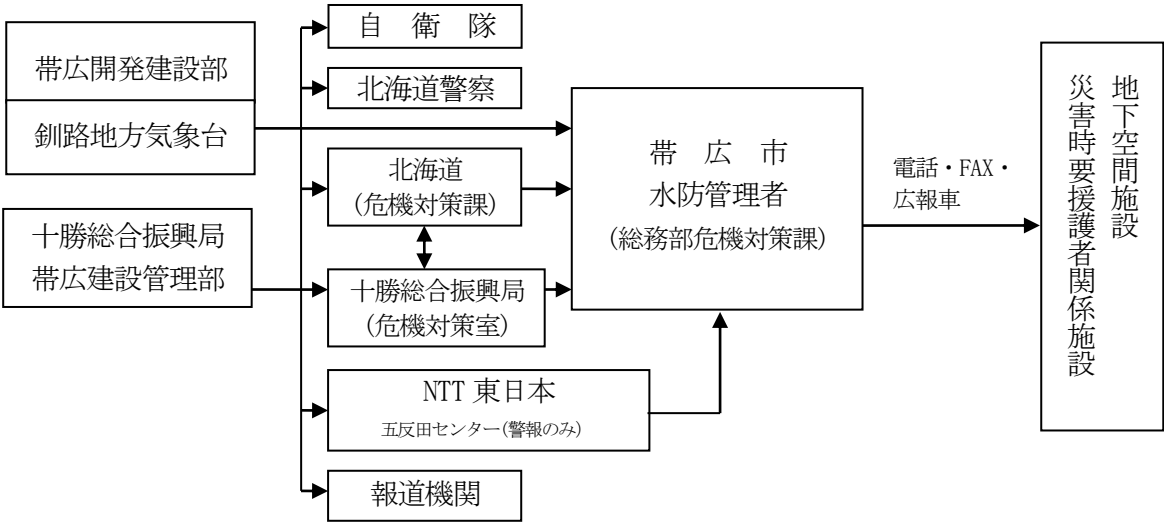 帯広開発建設部
釧路地方気象台
十勝総合振興局
帯広建設管理部
自　衛　隊
北海道警察
北海道
(危機対策課)
十勝総合振興局
(危機対策室)
NTT 東日本
五反田センター(警報のみ)
報道機関
帯　広　市
水防管理者
(総務部危機対策課)
電話・FAX・
広報車
地下空間施設
災害時要援護者関係施設